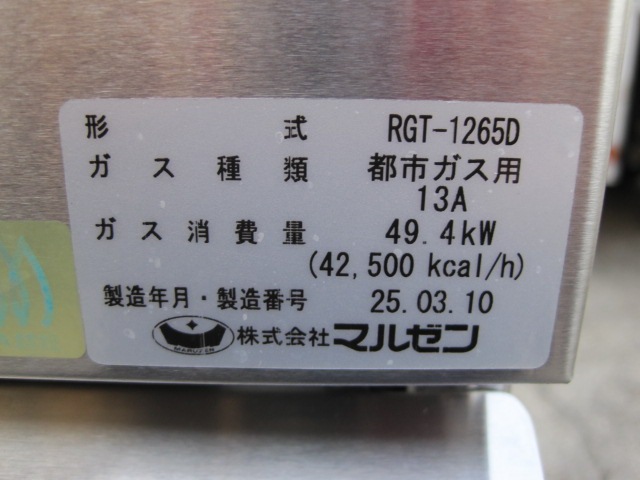 形式 RGT-1265D
ガス種類 都市ガス用
13A
ガス消費量 49.4kW
(42,500 kcal/h)
製造年月・製造番号 25.03.10
MARUZEN 株式会社マルゼン